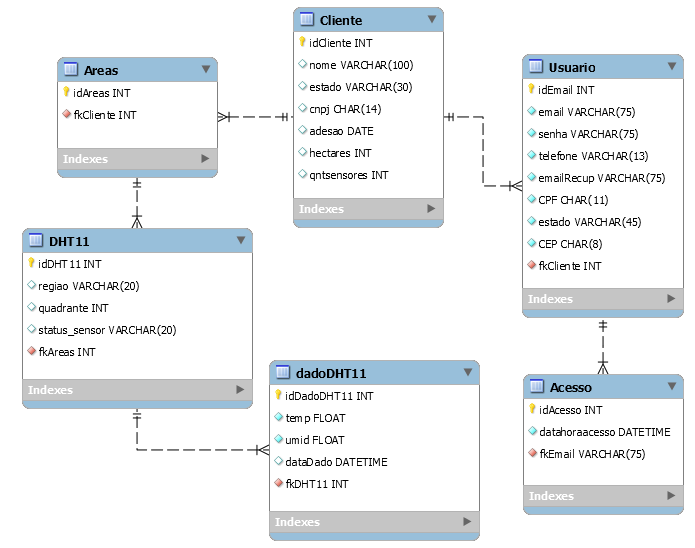 Cliente
idCliente INT
nome VARCHAR(100)
estado VARCHAR(30)
cnpj CHAR(14)
adesao DATE
hectares INT
qntsensores INT
Indexes
Areas
idAreas INT
fkCliente INT
Indexes
Usuario
idEmail INT
email VARCHAR(75)
senha VARCHAR(75)
telefone VARCHAR(13)
emailRecup VARCHAR(75)
CPF CHAR(11)
estado VARCHAR(45)
CEP CHAR(8)
fkCliente INT
Indexes
DHT11
idDHT11 INT
regiao VARCHAR(20)
quadrante INT
status_sensor VARCHAR(20)
fkAreas INT
Indexes
dadoDHT11
idDadoDHT11 INT
temp FLOAT
umid FLOAT
dataDado DATETIME
fkDHT11 INT
Indexes
Acesso
idAcesso INT
datahoraacesso DATETIME
fkEmail VARCHAR(75)
Indexes